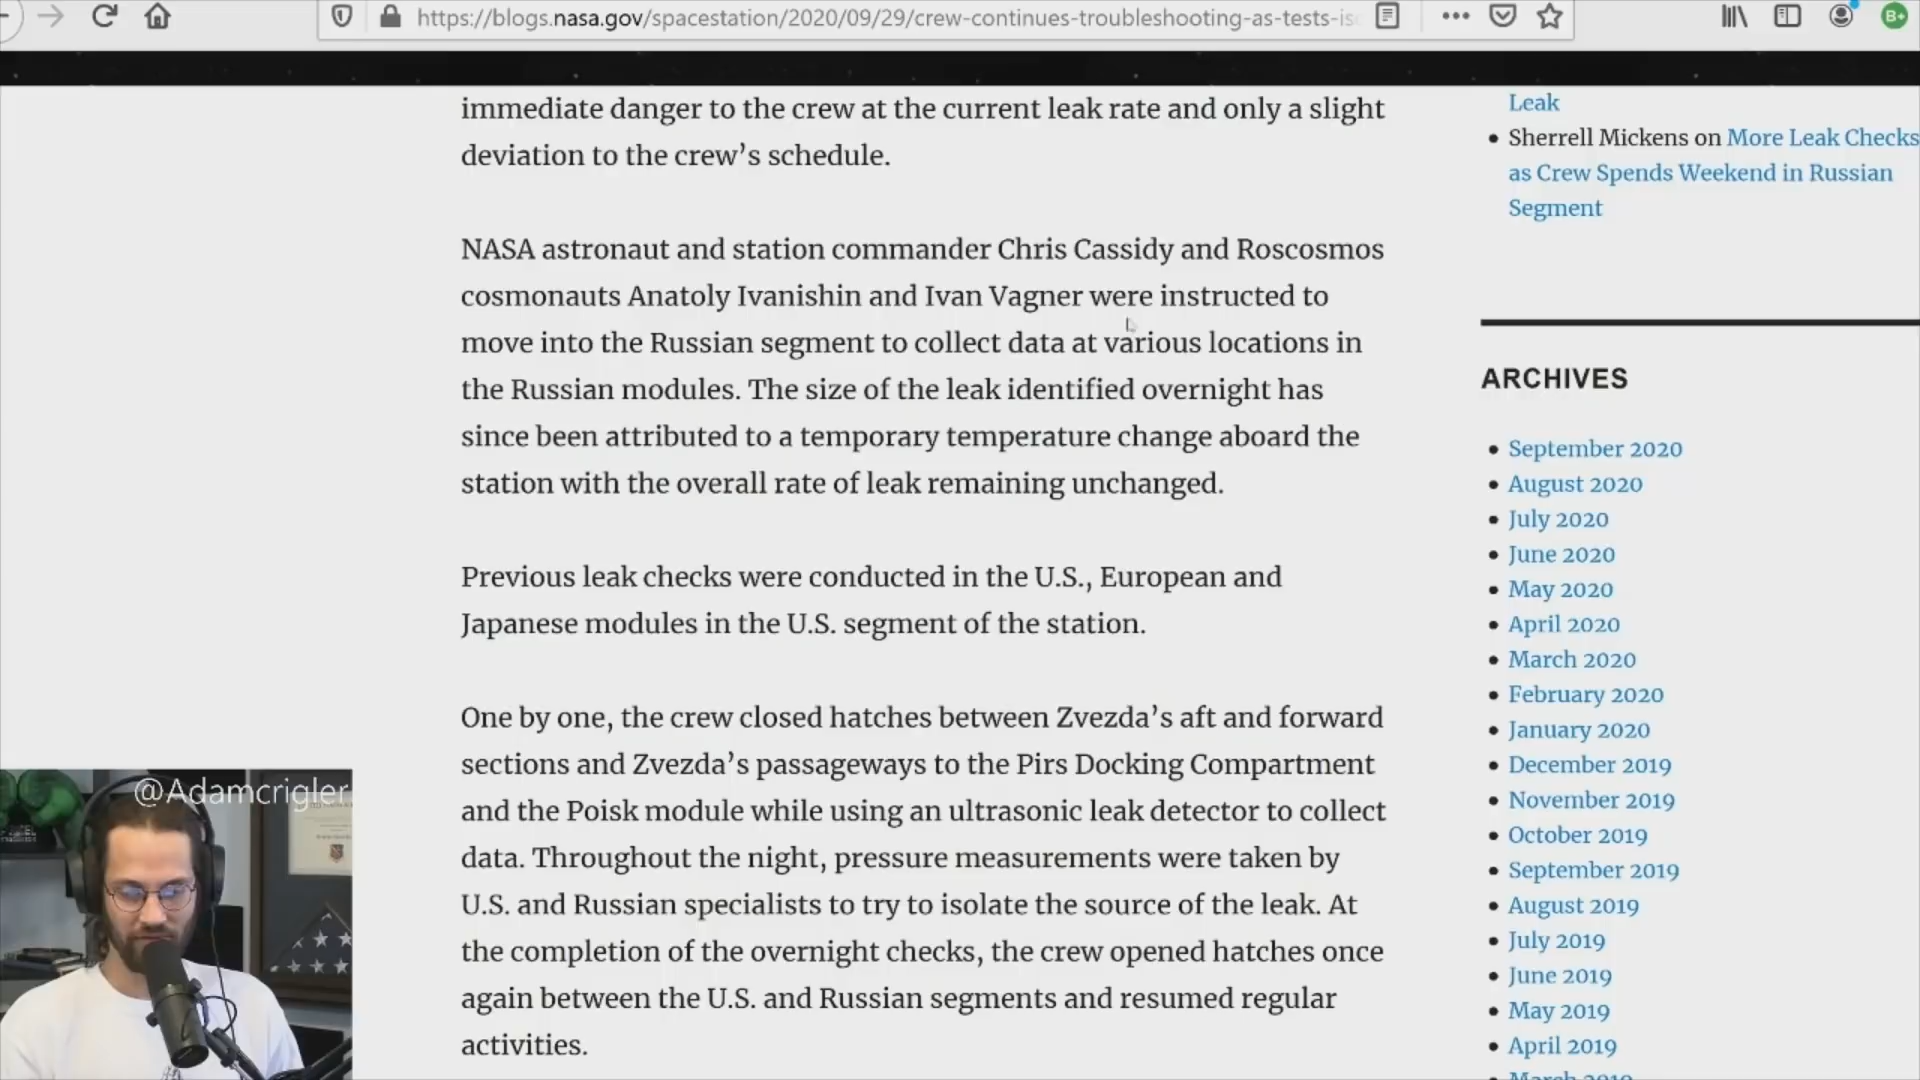 https://blogs.nasa.gov/spacestation/2020/09/29/crew-continues-troubleshooting-as-tests-is
B+
immediate danger to the crew at the current leak rate and only a slight
deviation to the crew’s schedule.
NASA astronaut and station commander Chris Cassidy and Roscosmos
cosmonauts Anatoly Ivanishin and Ivan Vagner were instructed to
move into the Russian segment to collect data at various locations in
the Russian modules. The size of the leak identified overnight has
since been attributed to a temporary temperature change aboard the
station with the overall rate of leak remaining unchanged.
Previous leak checks were conducted in the U.S., European and
Japanese modules in the U.S. segment of the station.
One by one, the crew closed hatches between Zvezda’s aft and forward
sections and Zvezda’s passageways to the Pirs Docking Compartment
and the Poisk module while using an ultrasonic leak detector to collect
data. Throughout the night, pressure measurements were taken by
U.S. and Russian specialists to try to isolate the source of the leak. At
the completion of the overnight checks, the crew opened hatches once
again between the U.S. and Russian segments and resumed regular
activities.
Leak
Sherrell Mickens on More Leak Checks
as Crew Spends Weekend in Russian
Segment
ARCHIVES
September 2020
August 2020
July 2020
June 2020
May 2020
April 2020
March 2020
February 2020
January 2020
December 2019
November 2019
October 2019
September 2019
August 2019
July 2019
June 2019
May 2019
April 2019
March 2019
@Adamcrigler